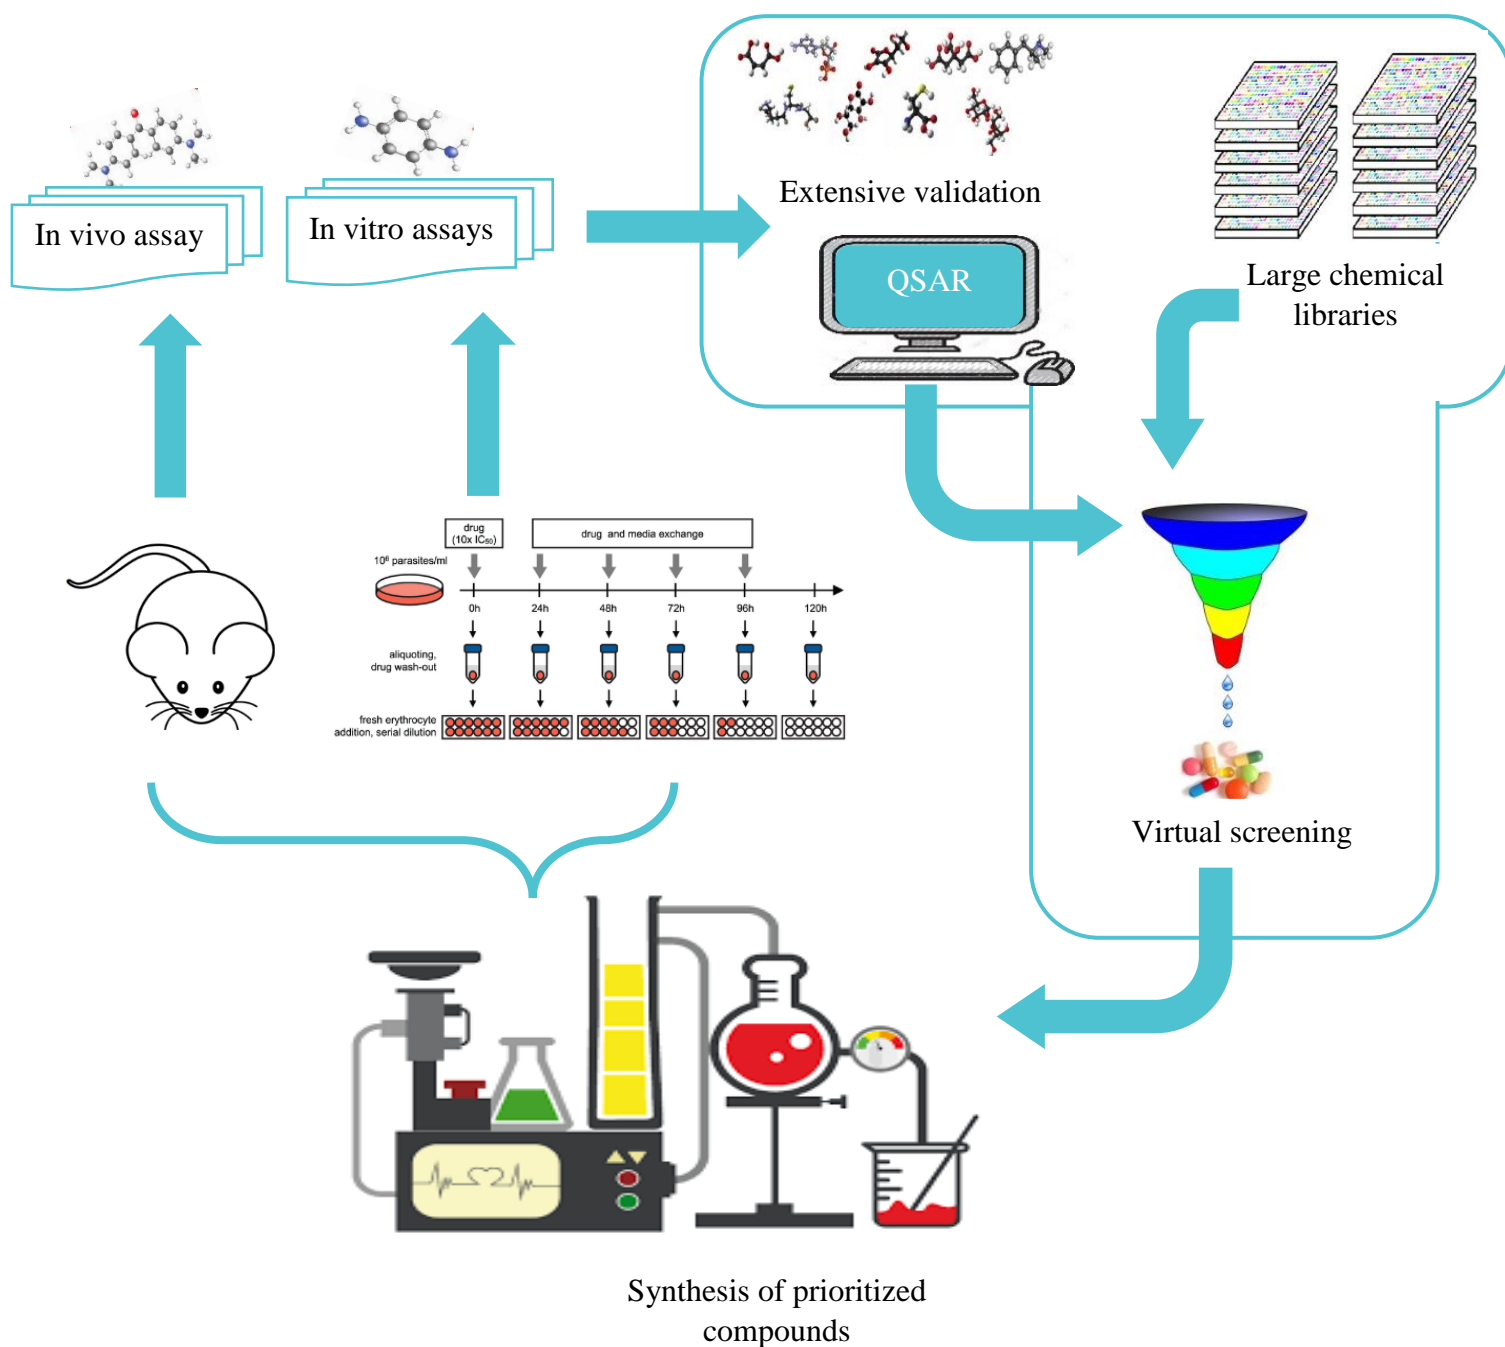 In vivo assay
In vitro assays
Extensive validation
QSAR
Large chemical
libraries
drug
(10x IC₅₀)
drug and media exchange
10⁶ parasites/ml
0h
24h
48h
72h
96h
120h
aliquoting,
drug wash-out
fresh erythrocyte
addition, serial dilution
Virtual screening
Synthesis of prioritized
compounds